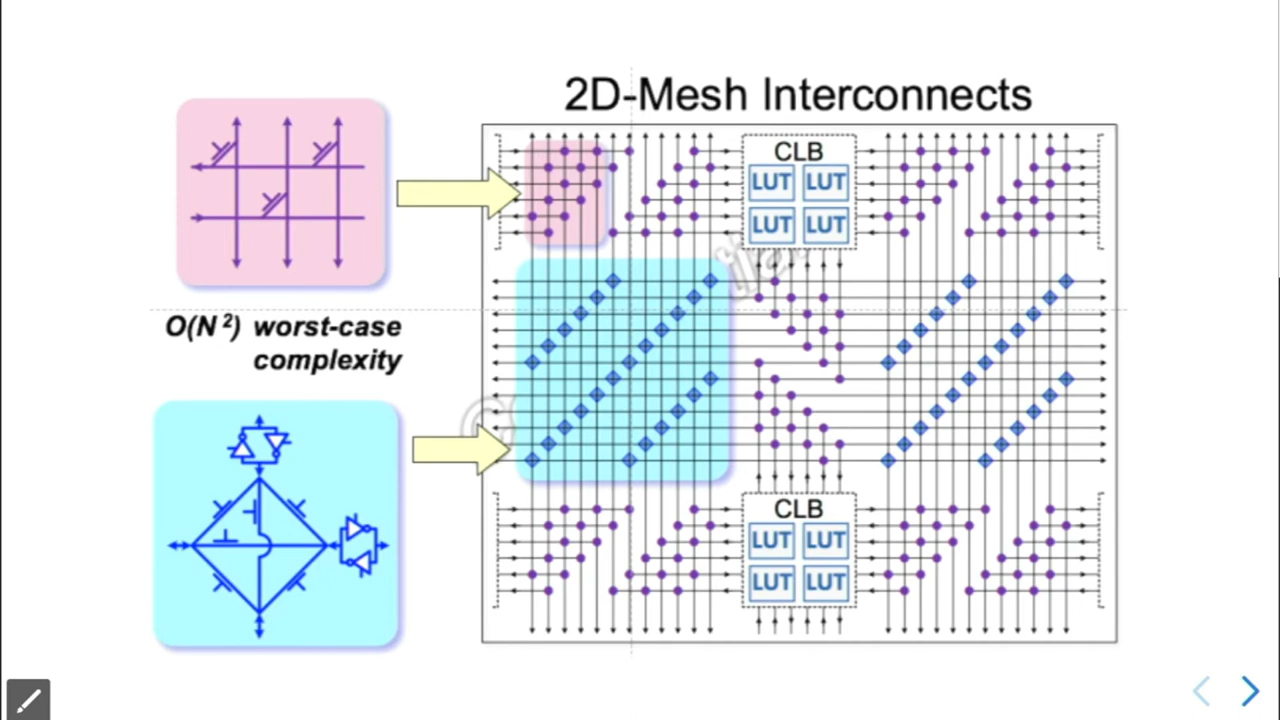 2D-Mesh Interconnects
CLB
LUT LUT
LUT LUT
O(N²) worst-case
complexity
CLB
LUT LUT
LUT LUT